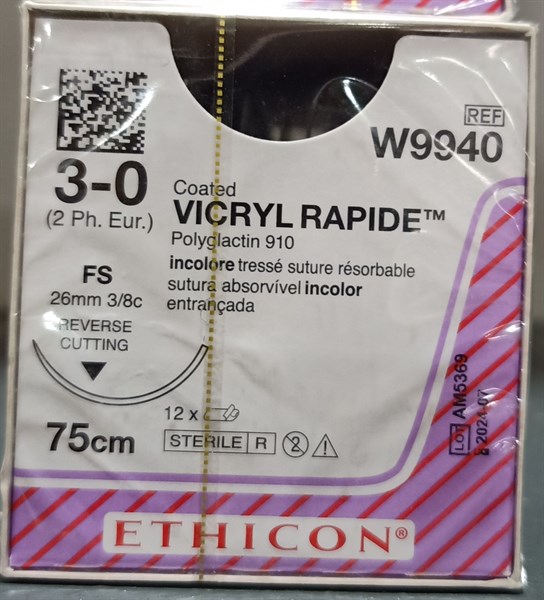 REF
W9940
3-0
(2 Ph. Eur.)
Coated
VICRYL RAPIDE™
Polyglactin 910
incolore tressé suture résorbable
sutura absorvível incolor
entrançada
FS
26mm 3/8c
REVERSE
CUTTING
12 x
75cm
STERILE R
2
LOT AM5369
2024-07
ETHICON®